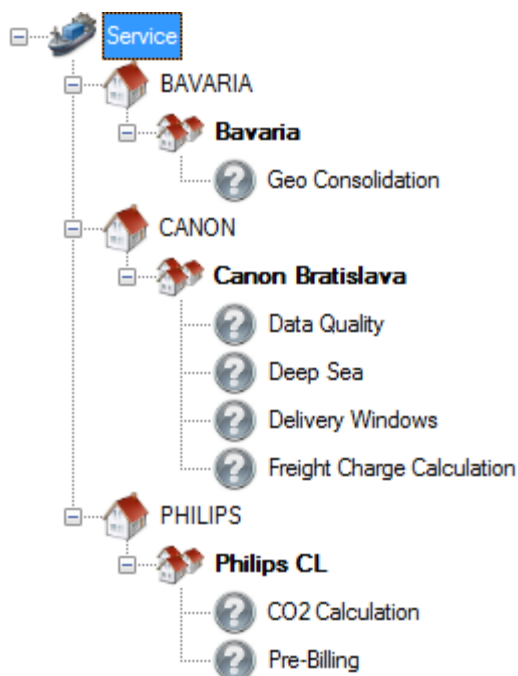 Service
BAVARIA
Bavaria
Geo Consolidation
CANON
Canon Bratislava
Data Quality
Deep Sea
Delivery Windows
Freight Charge Calculation
PHILIPS
Philips CL
CO2 Calculation
Pre-Billing